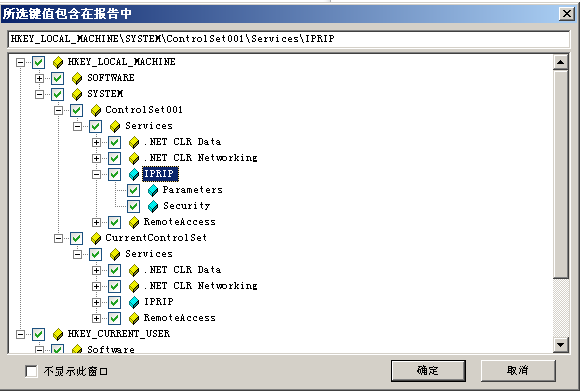 所选键值包含在报告中
HKEY_LOCAL_MACHINE\SYSTEM\ControlSet001\Services\IPRIP
HKEY_LOCAL_MACHINE
SOFTWARE
SYSTEM
ControlSet001
Services
.NET CLR Data
.NET CLR Networking
IPRIP
Parameters
Security
RemoteAccess
CurrentControlSet
Services
.NET CLR Data
.NET CLR Networking
IPRIP
RemoteAccess
HKEY_CURRENT_USER
Software
不显示此窗口
确定
取消